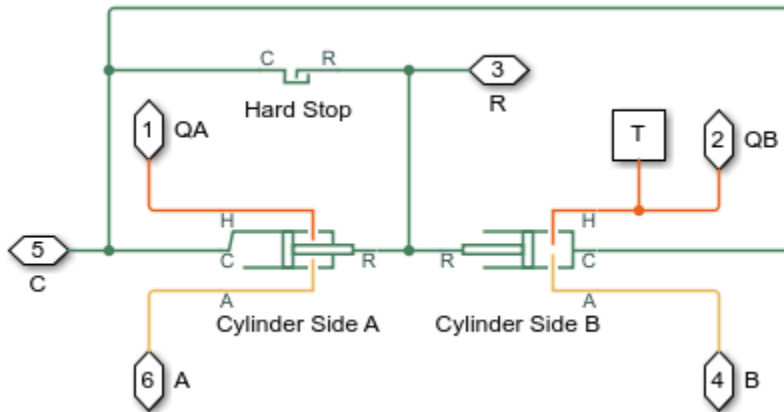 C R
3
R
Hard Stop
1 QA
T
2 QB
H
H
5
C
C
R
R
C
A
A
Cylinder Side A
Cylinder Side B
6 A
4 B